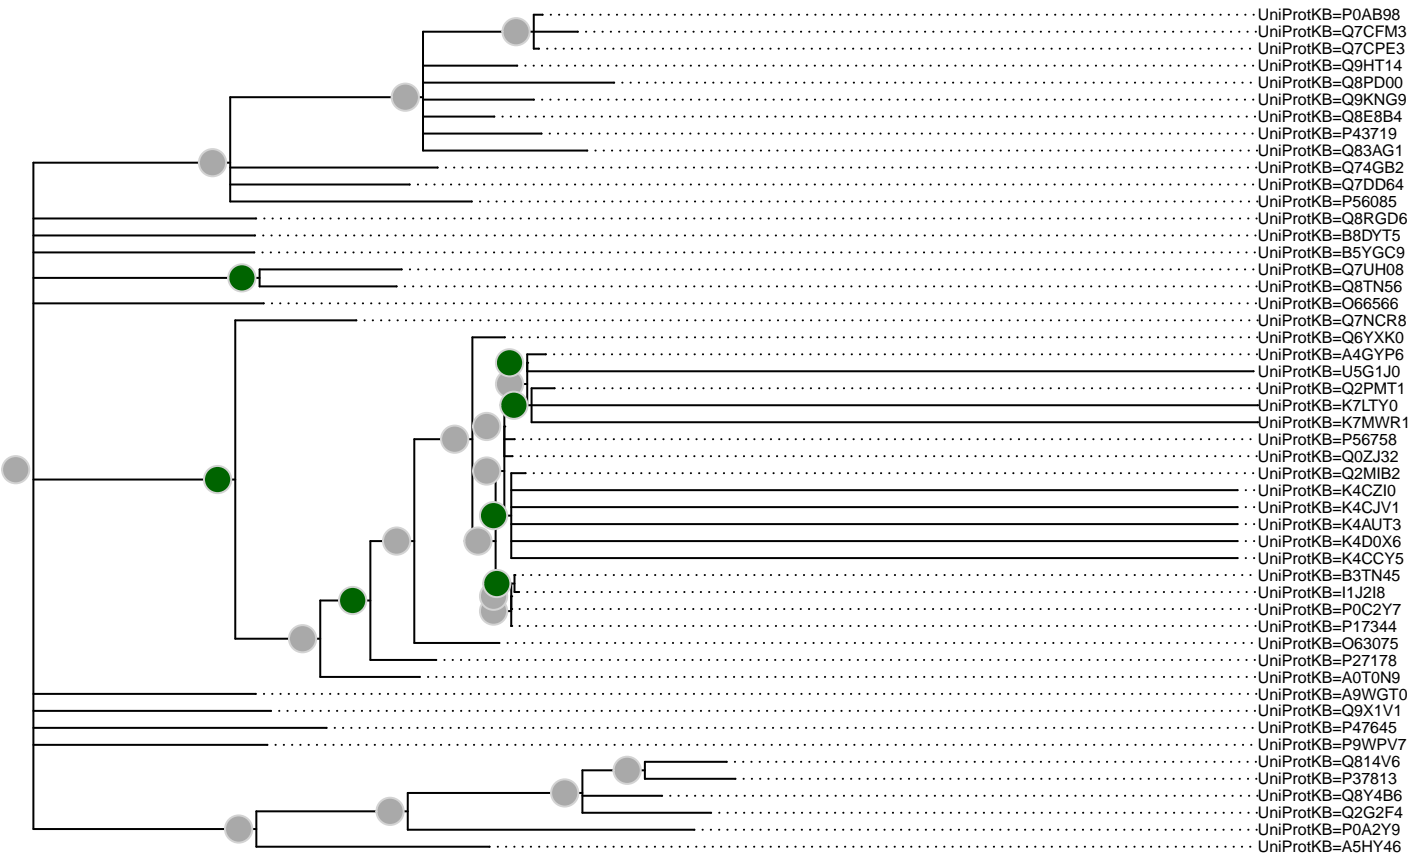 UniProtKB=P0AB98
UniProtKB=Q7CFM3
UniProtKB=Q7CPE3
UniProtKB=Q9HT14
UniProtKB=Q8PD00
UniProtKB=Q9KNG9
UniProtKB=Q8E8B4
UniProtKB=P43719
UniProtKB=Q83AG1
UniProtKB=Q74GB2
UniProtKB=Q7DD64
UniProtKB=P56085
UniProtKB=Q8RGD6
UniProtKB=B8DYT5
UniProtKB=B5YGC9
UniProtKB=Q7UH08
UniProtKB=Q8TN56
UniProtKB=O66566
UniProtKB=Q7NCR8
UniProtKB=Q6YXK0
UniProtKB=A4GYP6
UniProtKB=U5G1J0
UniProtKB=Q2PMT1
UniProtKB=K7LTY0
UniProtKB=K7MWR1
UniProtKB=P56758
UniProtKB=Q0ZJ32
UniProtKB=Q2MIB2
UniProtKB=K4CZI0
UniProtKB=K4CJV1
UniProtKB=K4AUT3
UniProtKB=K4D0X6
UniProtKB=K4CCY5
UniProtKB=B3TN45
UniProtKB=I1J2I8
UniProtKB=P0C2Y7
UniProtKB=P17344
UniProtKB=O63075
UniProtKB=P27178
UniProtKB=A0T0N9
UniProtKB=A9WGT0
UniProtKB=Q9X1V1
UniProtKB=P47645
UniProtKB=P9WPV7
UniProtKB=Q814V6
UniProtKB=P37813
UniProtKB=Q8Y4B6
UniProtKB=Q2G2F4
UniProtKB=P0A2Y9
UniProtKB=A5HY46